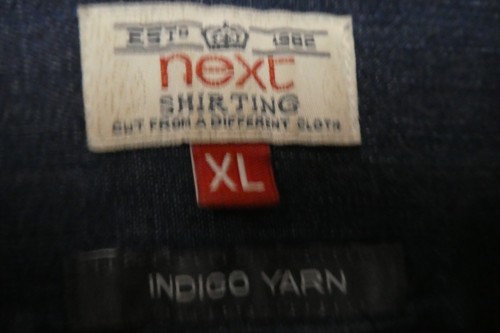 ESTD 1982
next
SHIRTING
CUT FROM A DIFFERENT CLOTH
XL
INDIGO YARN